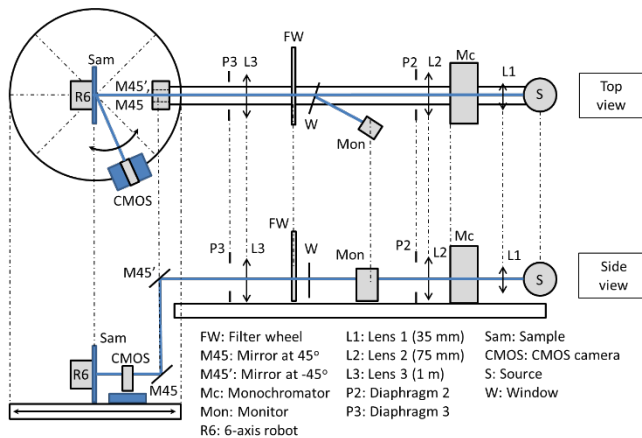 Sam
R6
M45'
M45
CMOS
P3
L3
FW
W
Mon
P2
L2
Mc
L1
S
Top
view
M45'
P3
L3
FW
W
Mon
P2
L2
Mc
L1
S
Side
view
Sam
R6
CMOS
M45
FW: Filter wheel
M45: Mirror at 45°
M45': Mirror at -45°
Mc: Monochromator
Mon: Monitor
R6: 6-axis robot
L1: Lens 1 (35 mm)
L2: Lens 2 (75 mm)
L3: Lens 3 (1 m)
P2: Diaphragm 2
P3: Diaphragm 3
Sam: Sample
CMOS: CMOS camera
S: Source
W: Window